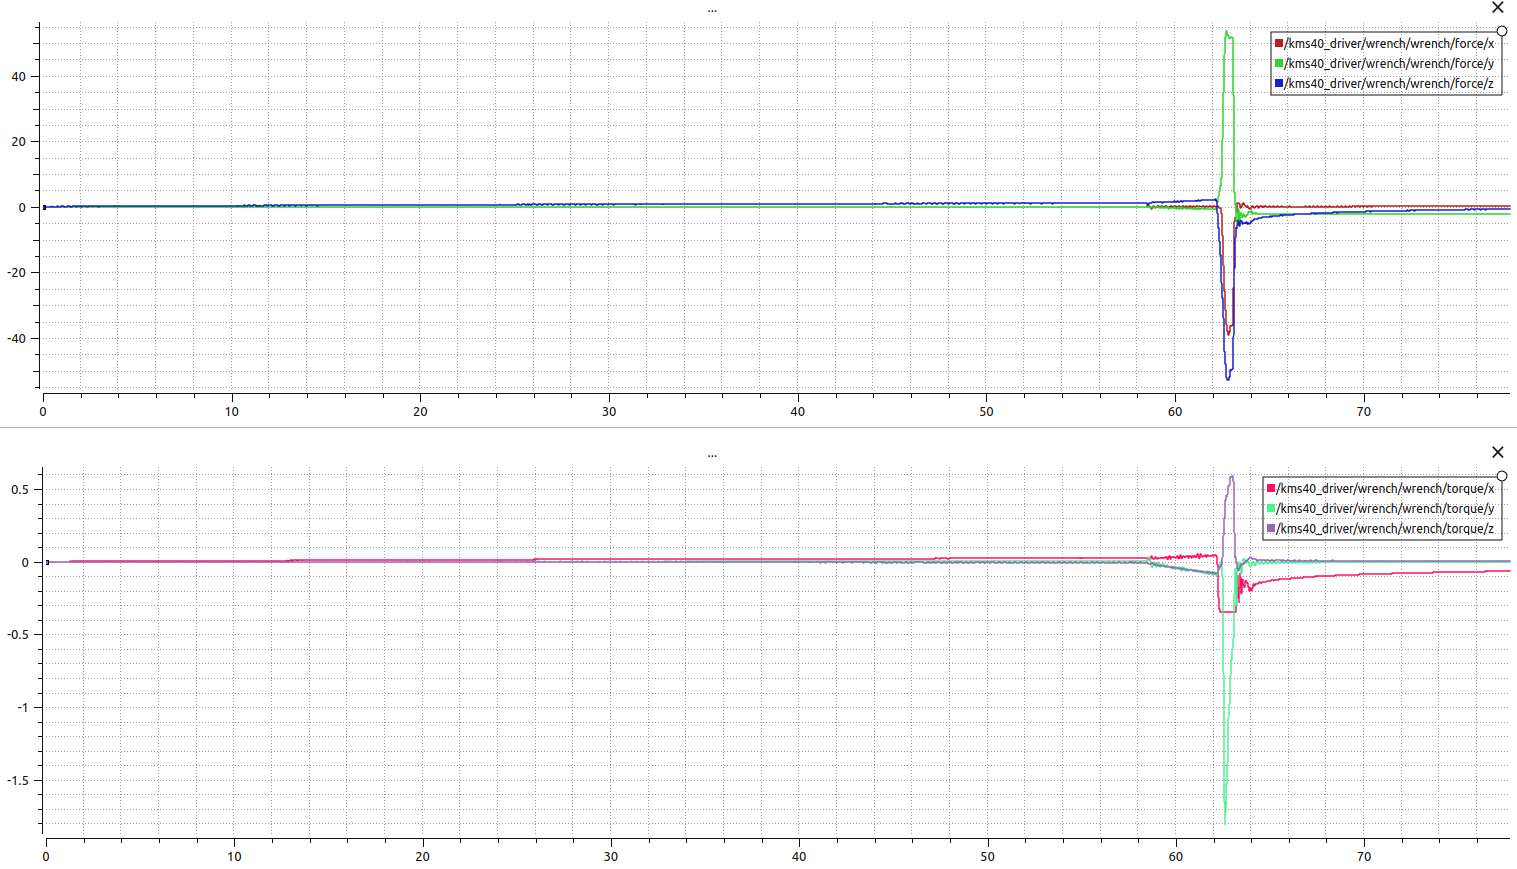 ...
/kms40_driver/wrench/wrench/force/x
/kms40_driver/wrench/wrench/force/y
/kms40_driver/wrench/wrench/force/z
40
20
0
-20
-40
0 10 20 30 40 50 60 70
...
/kms40_driver/wrench/wrench/torque/x
/kms40_driver/wrench/wrench/torque/y
/kms40_driver/wrench/wrench/torque/z
0.5
0
-0.5
-1
-1.5
0 10 20 30 40 50 60 70